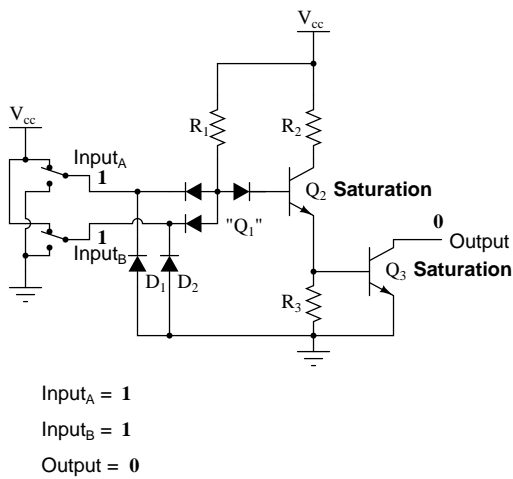 Vcc
R1
R2
Vcc
InputA
1
1
InputB
"Q1"
Q2 Saturation
0
Output
Q3 Saturation
D1
D2
R3
InputA = 1
InputB = 1
Output = 0